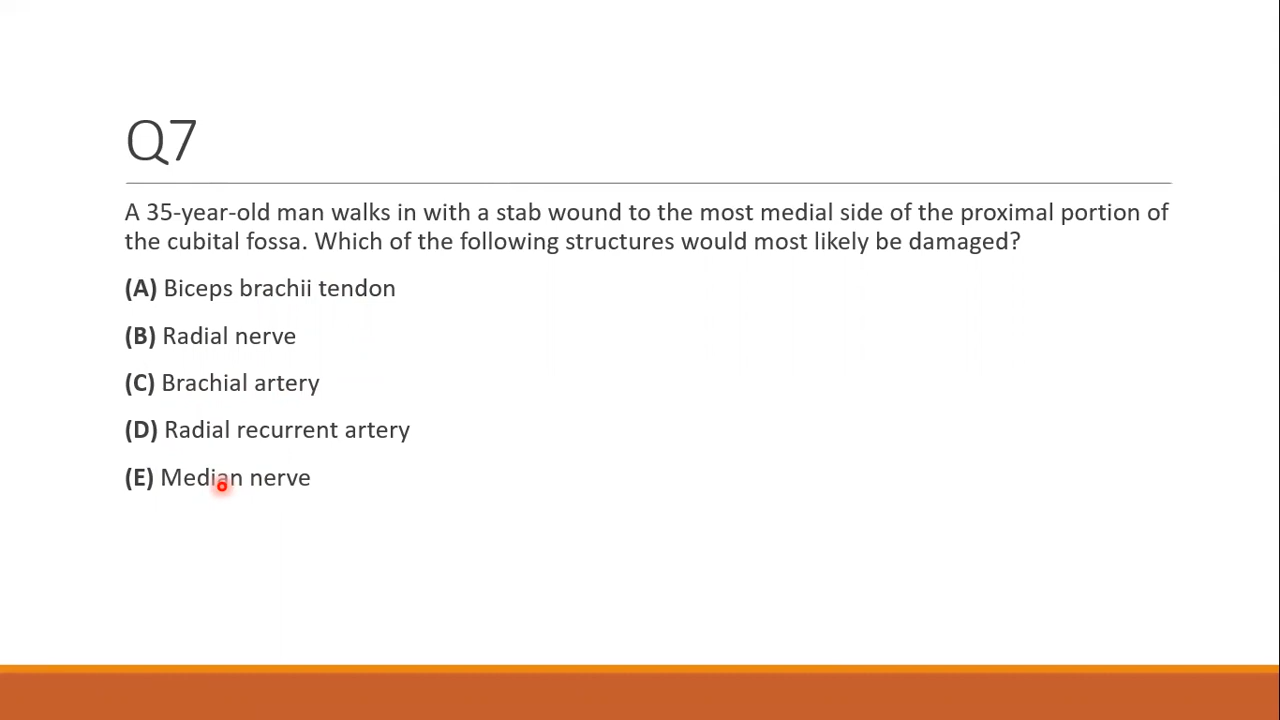 Q7
A 35-year-old man walks in with a stab wound to the most medial side of the proximal portion of
the cubital fossa. Which of the following structures would most likely be damaged?
(A) Biceps brachii tendon
(B) Radial nerve
(C) Brachial artery
(D) Radial recurrent artery
(E) Median nerve